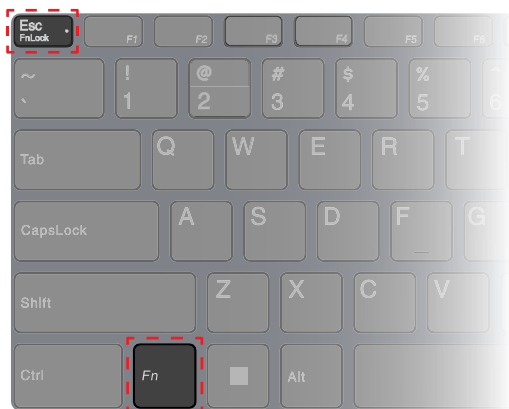 Esc
FnLock
F1
F2
F3
F4
F5
F6
~
`
!
1
@
2
#
3
$
4
%
5
^
6
Tab
Q
W
E
R
T
CapsLock
A
S
D
F
G
Shift
Z
X
C
V
Ctrl
Fn
Alt